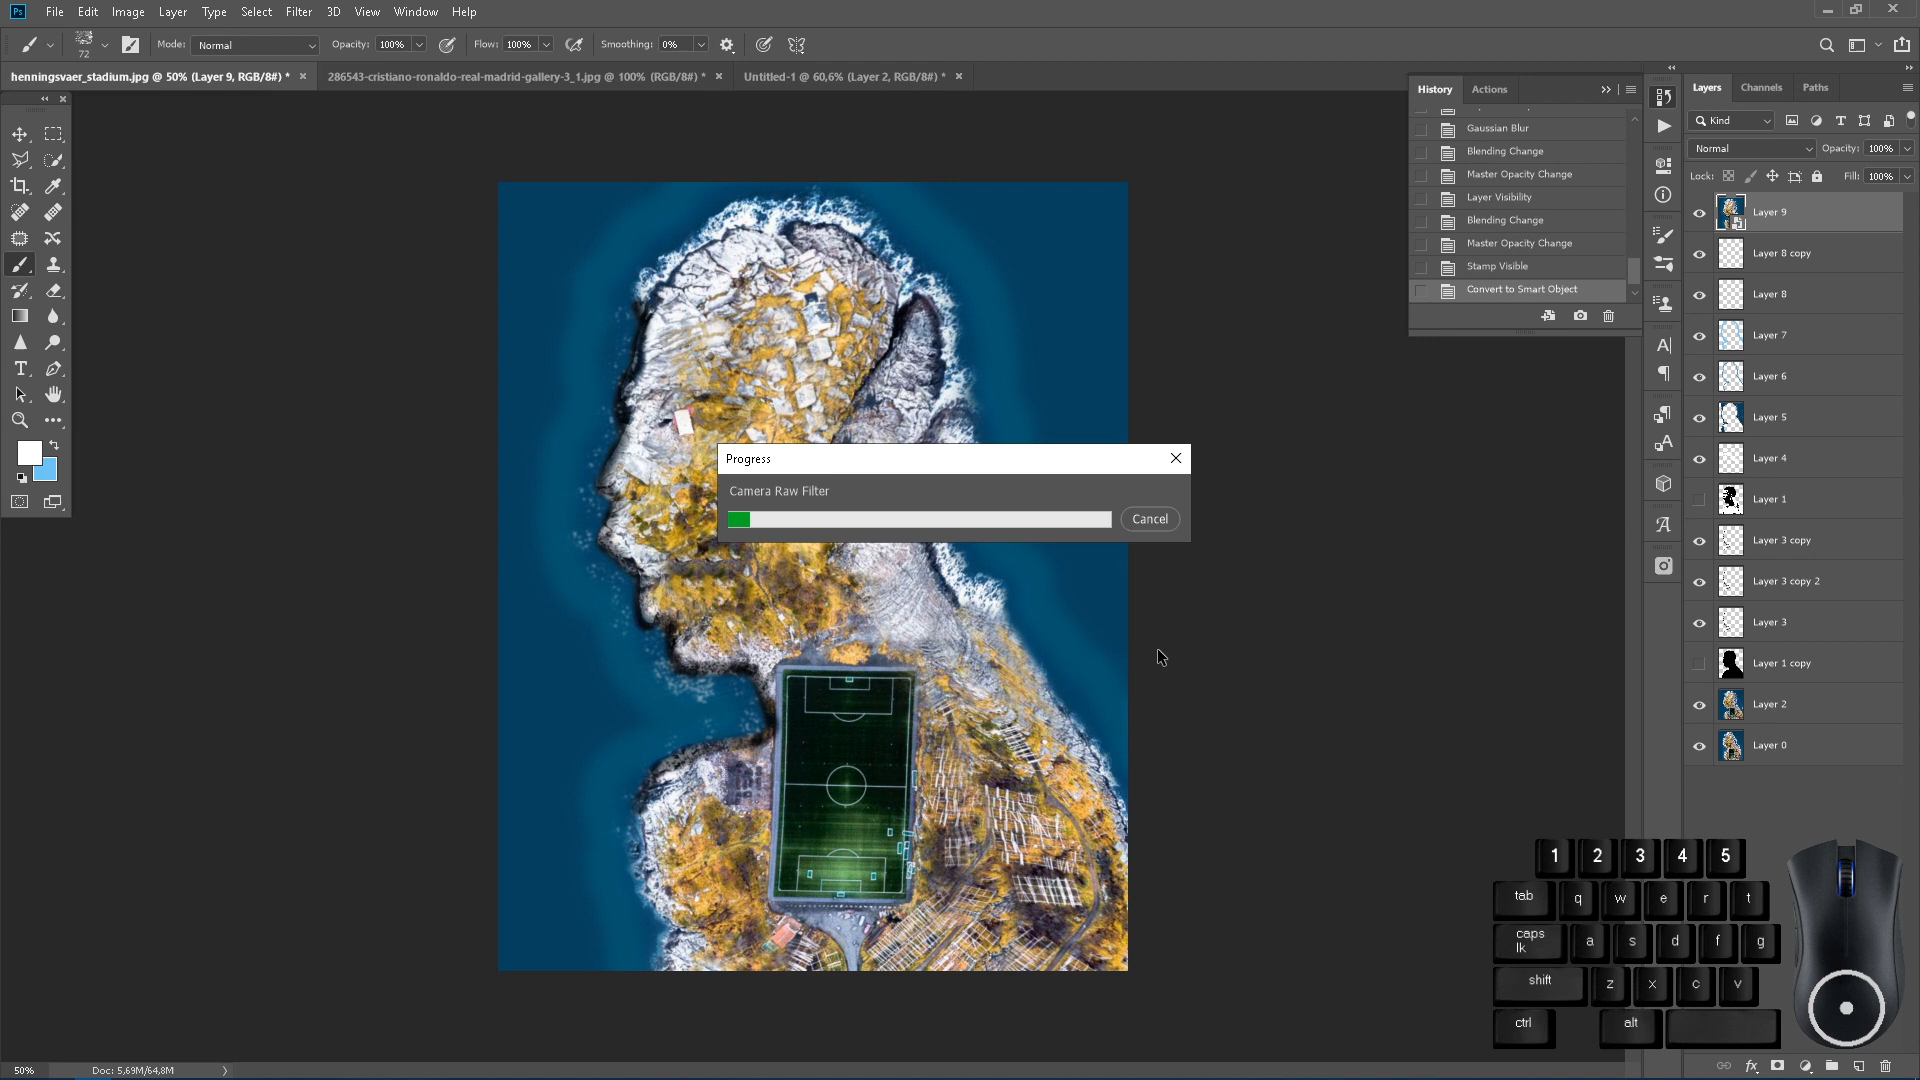 Ps File Edit Image Layer Type Select Filter 3D View Window Help
72 Mode: Normal Opacity: 100% Flow: 100% Smoothing: 0%
henningsvaer_stadium.jpg @ 50% (Layer 9, RGB/8#) * × 286543-cristiano-ronaldo-real-madrid-gallery-3_1.jpg @ 100% (RGB/8#) * × Untitled-1 @ 60,6% (Layer 2, RGB/8#) * ×
History Actions
Gaussian Blur
Blending Change
Master Opacity Change
Layer Visibility
Blending Change
Master Opacity Change
Stamp Visible
Convert to Smart Object
Layers Channels Paths
Kind
Normal Opacity: 100%
Lock: Fill: 100%
Layer 9
Layer 8 copy
Layer 8
Layer 7
Layer 6
Layer 5
Layer 4
Layer 1
Layer 3 copy
Layer 3 copy 2
Layer 3
Layer 1 copy
Layer 2
Layer 0
Progress
Camera Raw Filter
Cancel
1 2 3 4 5
tab q w e r t
caps lk a s d f g
shift z x c v
ctrl alt
50% Doc: 5,69M/64,8M